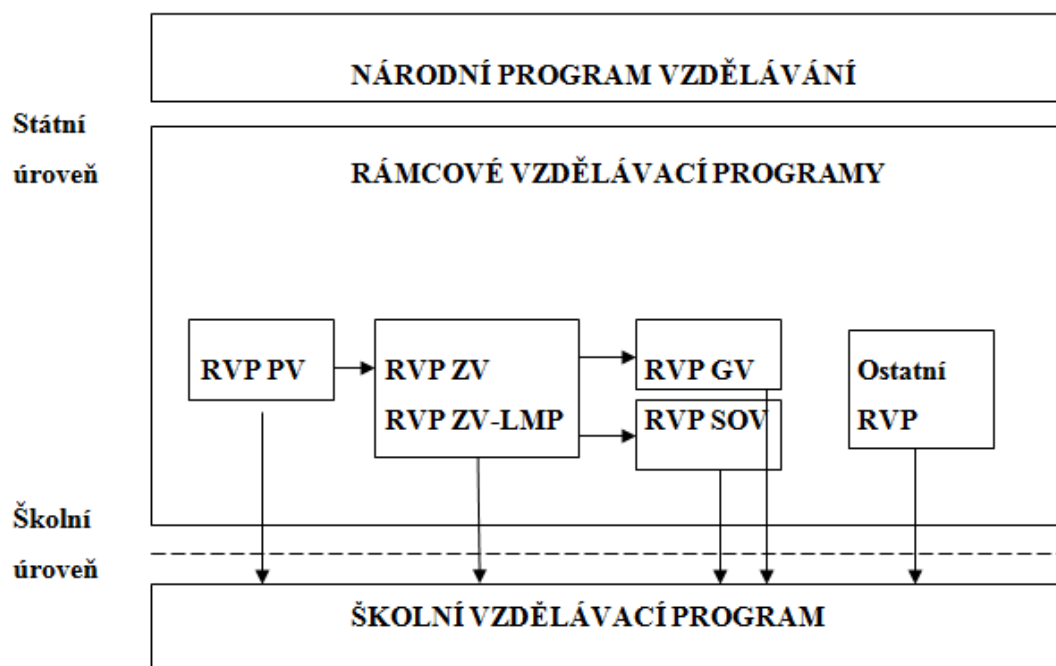 NÁRODNÍ PROGRAM VZDĚLÁVÁNÍ
Státní
úroveň
RÁMCOVÉ VZDĚLÁVACÍ PROGRAMY
RVP PV
RVP ZV
RVP ZV-LMP
RVP GV
RVP SOV
Ostatní
RVP
Školní
úroveň
ŠKOLNÍ VZDĚLÁVACÍ PROGRAM